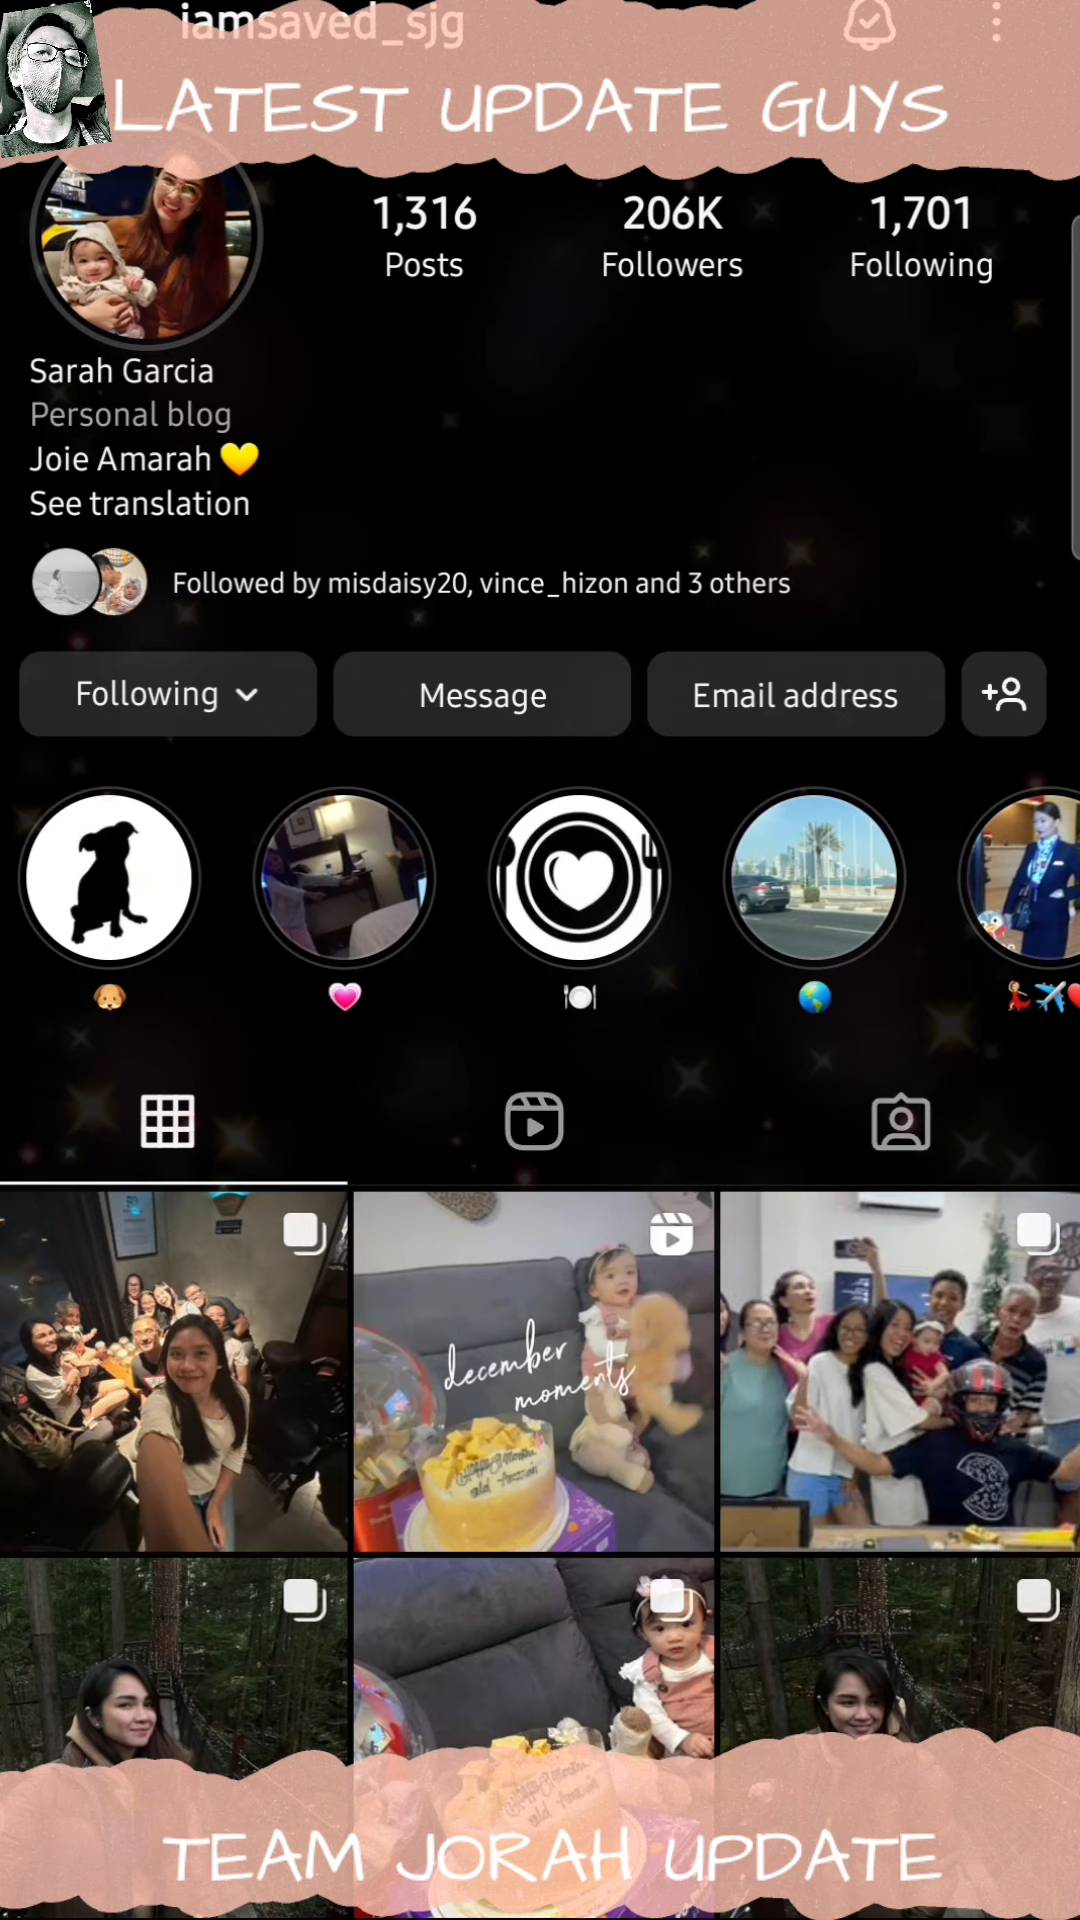 iamsaved_sjg
LATEST UPDATE GUYS
1,316
Posts
206K
Followers
1,701
Following
Sarah Garcia
Personal blog
Joie Amarah 💛
See translation
Followed by misdaisy20, vince_hizon and 3 others
Following
Message
Email address
december
moments
TEAM JORAH UPDATE